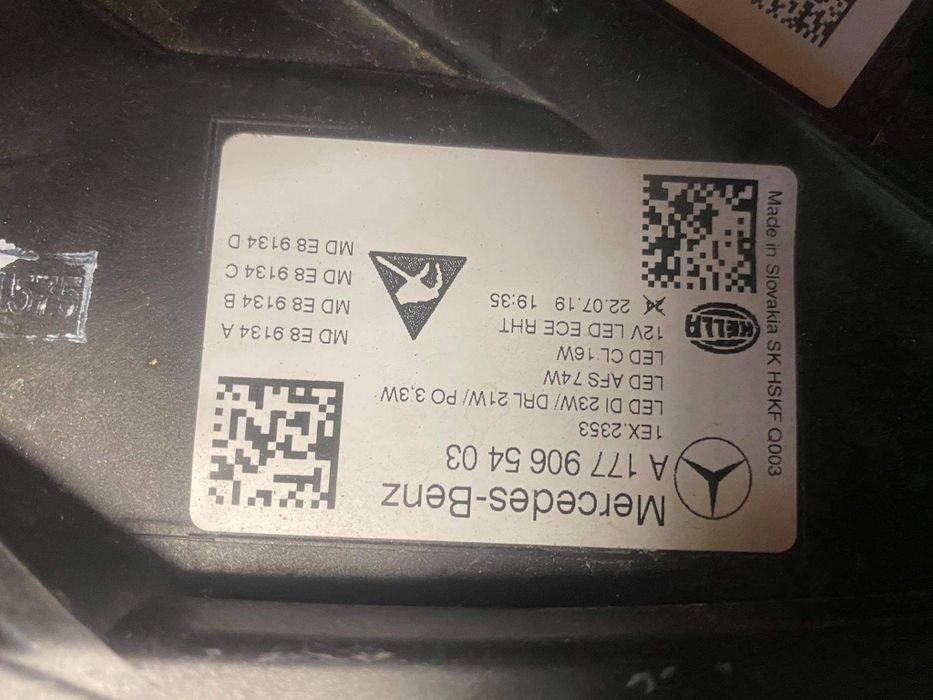 Mercedes-Benz
A 177 906 54 03
1EX.2353
LED DI 23W/ DRL 21W/ PO 3,3W
LED AFS 74W
LED CL 16W
12V LED ECE RHT
22.07.19 19:35
MD E8 9134 A
MD E8 9134 B
MD E8 9134 C
MD E8 9134 D
HELLA
Made in Slovakia SK HSKF Q003